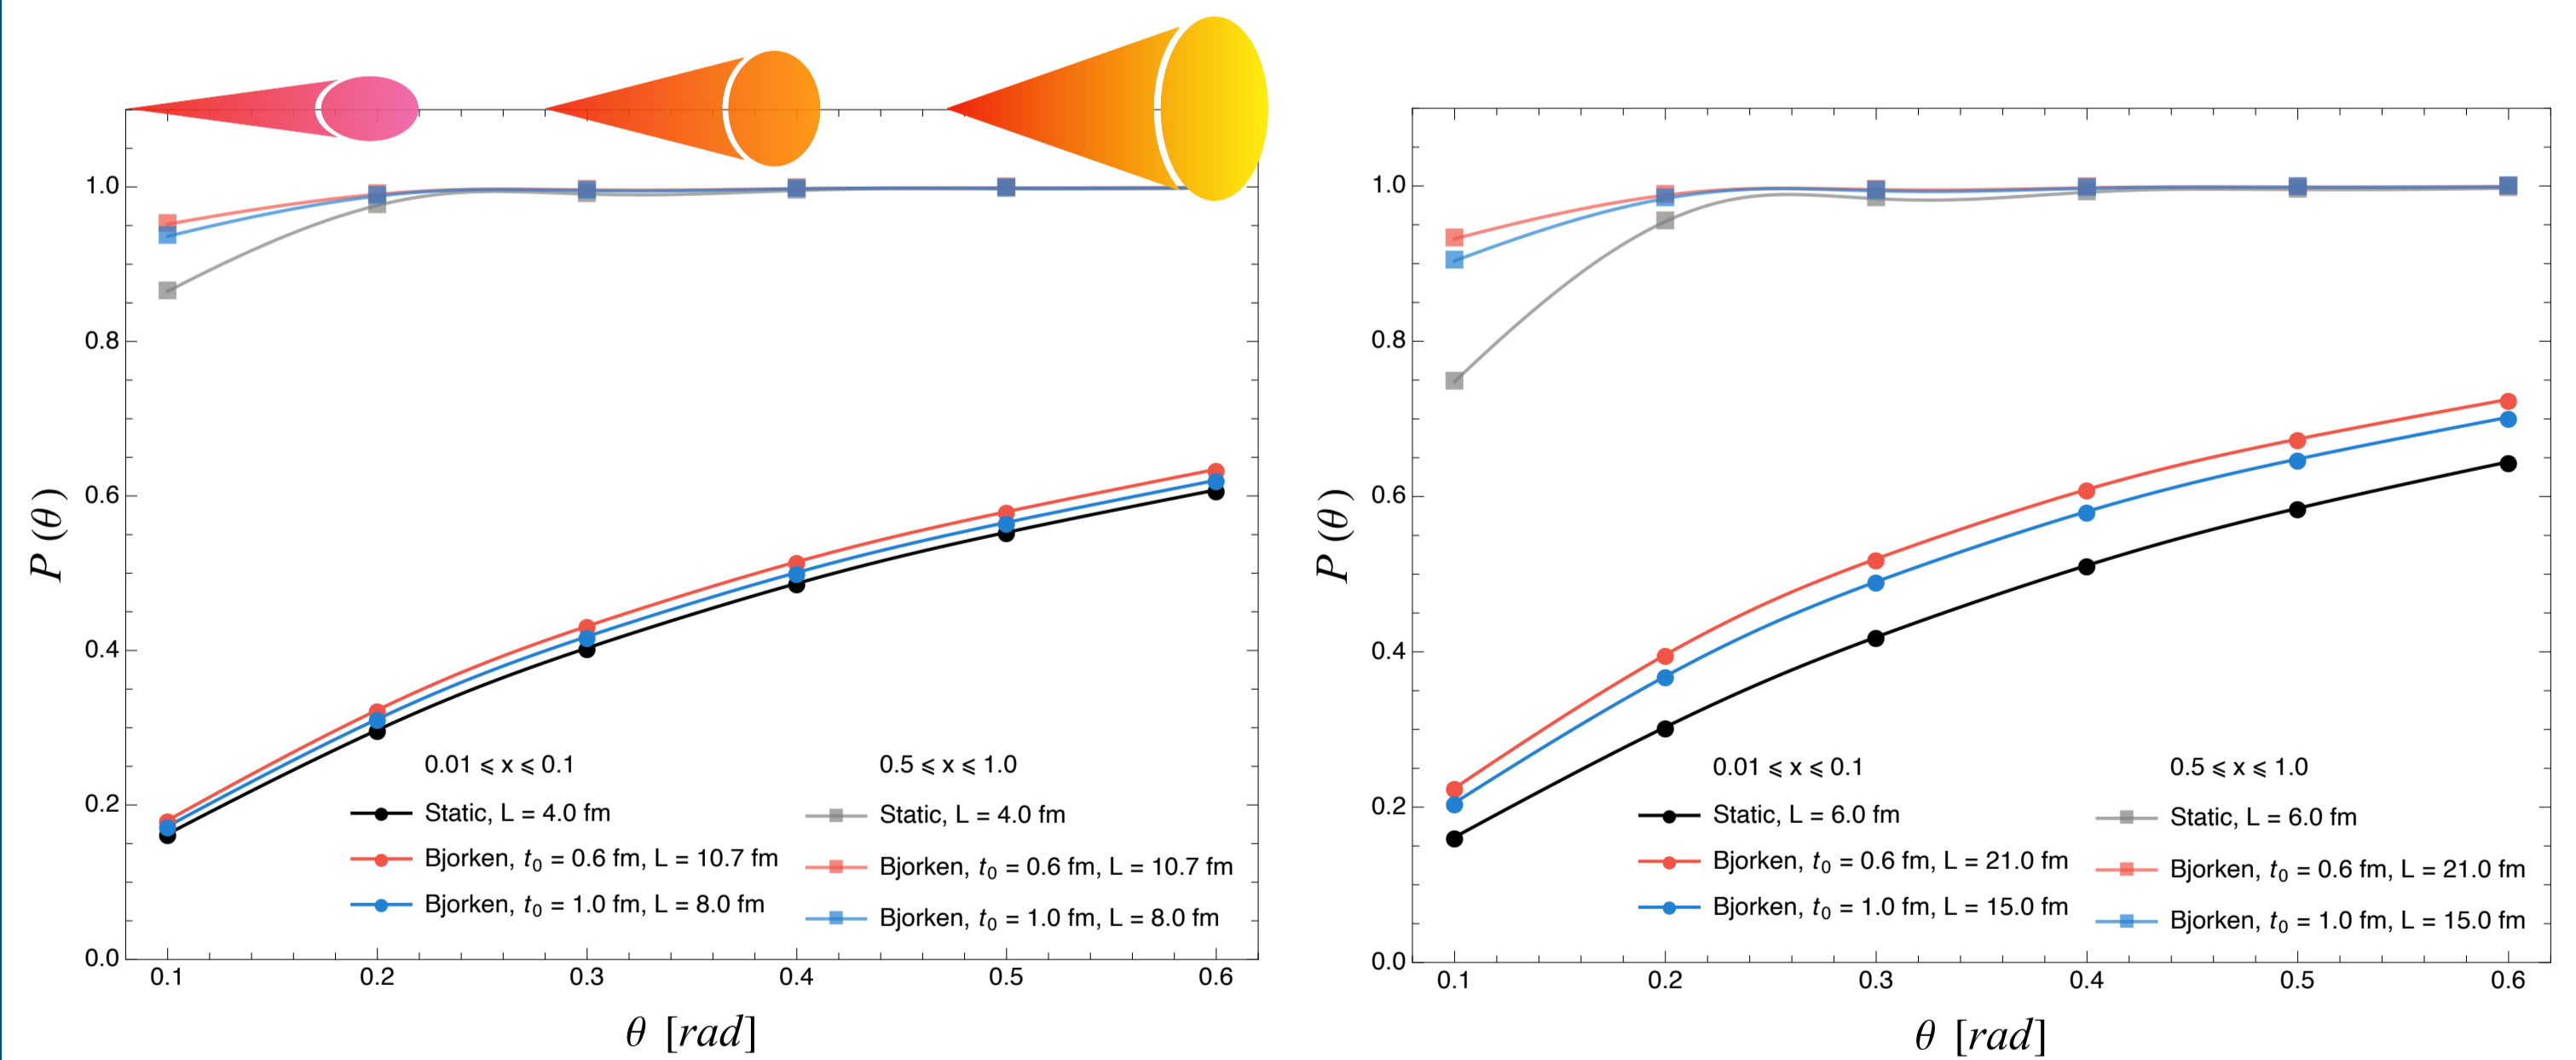 1.0
0.8
0.6
0.4
0.2
0.0
P (θ)
0.01 ⩽ x ⩽ 0.1
Static, L = 4.0 fm
Bjorken, t₀ = 0.6 fm, L = 10.7 fm
Bjorken, t₀ = 1.0 fm, L = 8.0 fm
0.5 ⩽ x ⩽ 1.0
Static, L = 4.0 fm
Bjorken, t₀ = 0.6 fm, L = 10.7 fm
Bjorken, t₀ = 1.0 fm, L = 8.0 fm
0.1 0.2 0.3 0.4 0.5 0.6
θ [rad]
1.0
0.8
0.6
0.4
0.2
0.0
P (θ)
0.01 ⩽ x ⩽ 0.1
Static, L = 6.0 fm
Bjorken, t₀ = 0.6 fm, L = 21.0 fm
Bjorken, t₀ = 1.0 fm, L = 15.0 fm
0.5 ⩽ x ⩽ 1.0
Static, L = 6.0 fm
Bjorken, t₀ = 0.6 fm, L = 21.0 fm
Bjorken, t₀ = 1.0 fm, L = 15.0 fm
0.1 0.2 0.3 0.4 0.5 0.6
θ [rad]